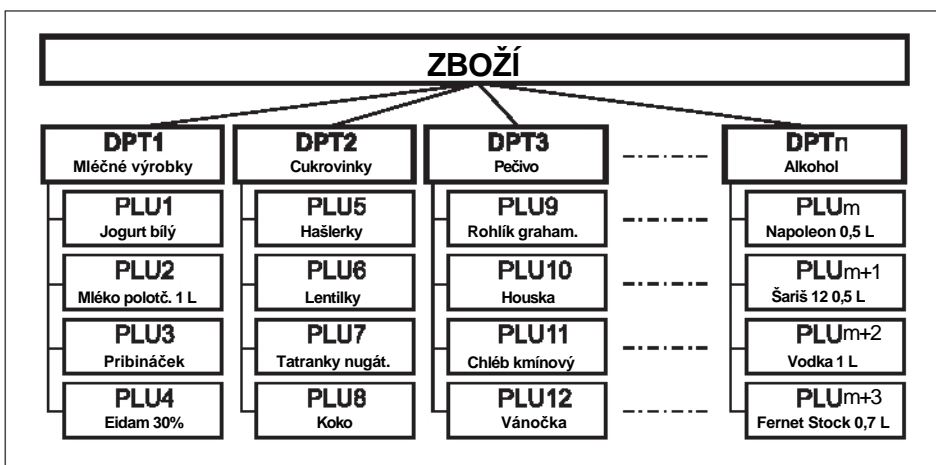 ZBOŽÍ
DPT1
Mléčné výrobky
PLU1
Jogurt bílý
PLU2
Mléko polotč. 1 L
PLU3
Pribináček
PLU4
Eidam 30%
DPT2
Cukrovinky
PLU5
Hašlerky
PLU6
Lentilky
PLU7
Tatranky nugát.
PLU8
Koko
DPT3
Pečivo
PLU9
Rohlík graham.
PLU10
Houska
PLU11
Chléb kmínový
PLU12
Vánočka
DPTn
Alkohol
PLUm
Napoleon 0,5 L
PLUm+1
Šariš 12 0,5 L
PLUm+2
Vodka 1 L
PLUm+3
Fernet Stock 0,7 L